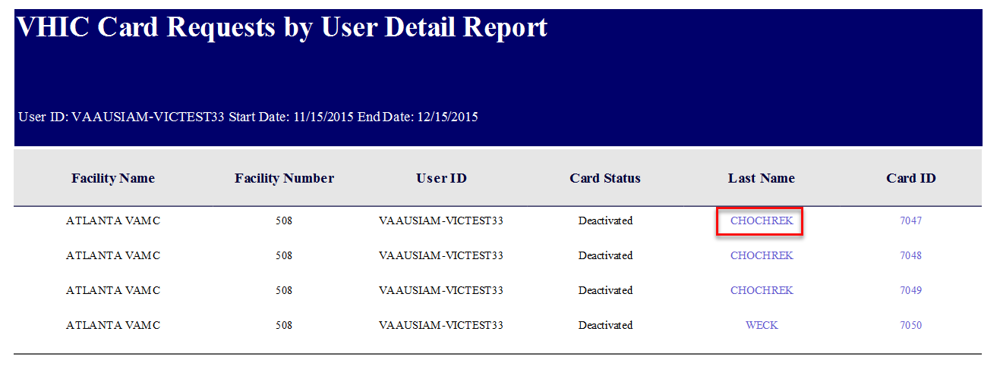 VHIC Card Requests by User Detail Report
User ID: VAAUSIAM-VICTEST33 Start Date: 11/15/2015 End Date: 12/15/2015
Facility Name Facility Number User ID Card Status Last Name Card ID
ATLANTA VAMC 508 VAAUSIAM-VICTEST33 Deactivated CHOCHREK 7047
ATLANTA VAMC 508 VAAUSIAM-VICTEST33 Deactivated CHOCHREK 7048
ATLANTA VAMC 508 VAAUSIAM-VICTEST33 Deactivated CHOCHREK 7049
ATLANTA VAMC 508 VAAUSIAM-VICTEST33 Deactivated WECK 7050